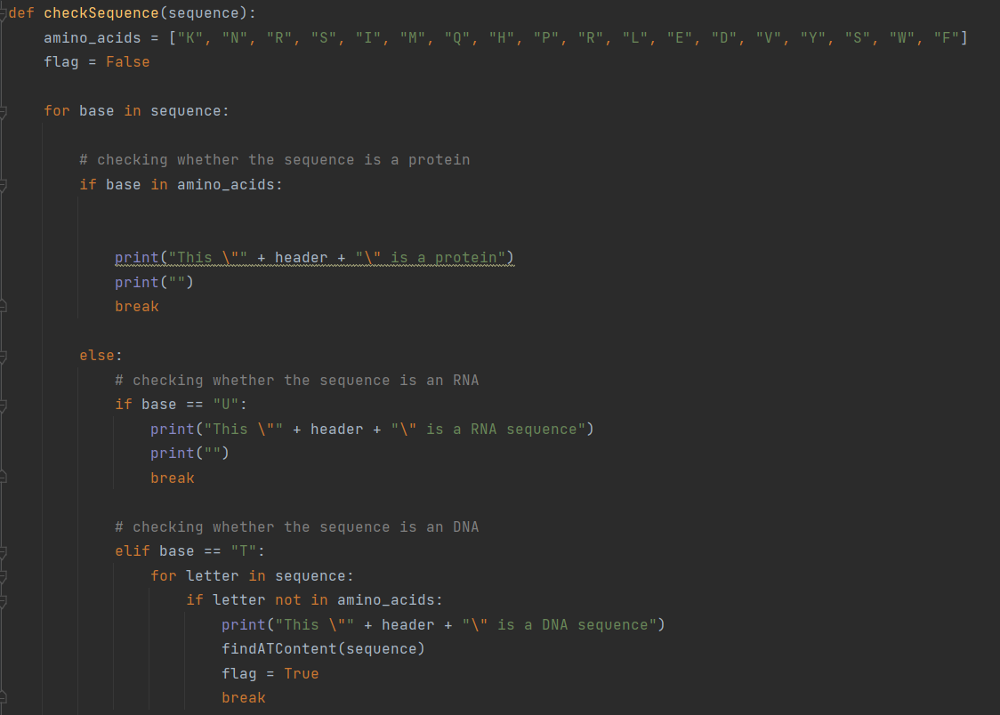 def checkSequence(sequence):
    amino_acids = ["K", "N", "R", "S", "I", "M", "Q", "H", "P", "R", "L", "E", "D", "V", "Y", "S", "W", "F"]
    flag = False
    for base in sequence:
        # checking whether the sequence is a protein
        if base in amino_acids:
            print("This \"" + header + "\" is a protein")
            print("")
            break
        else:
            # checking whether the sequence is an RNA
            if base == "U":
                print("This \"" + header + "\" is a RNA sequence")
                print("")
                break
            # checking whether the sequence is an DNA
            elif base == "T":
                for letter in sequence:
                    if letter not in amino_acids:
                        print("This \"" + header + "\" is a DNA sequence")
                        findATContent(sequence)
                        flag = True
                        break